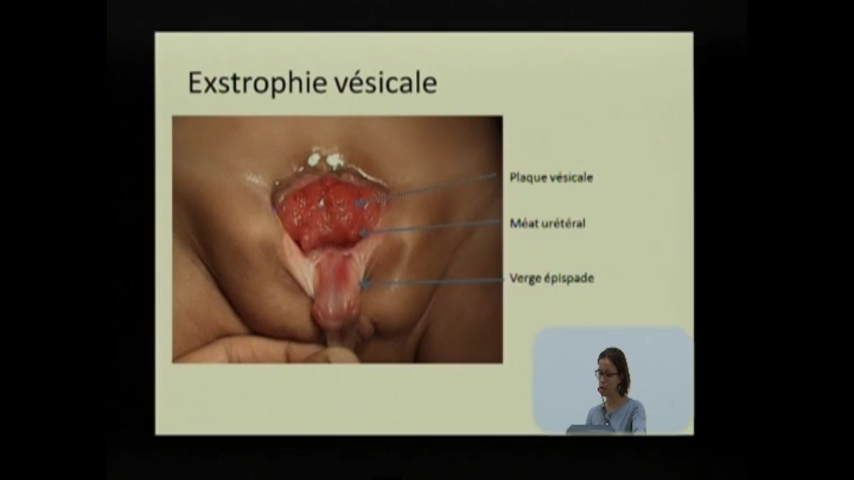 Exstrophie vésicale
Plaque vésicale
Méat urétéral
Verge épispade